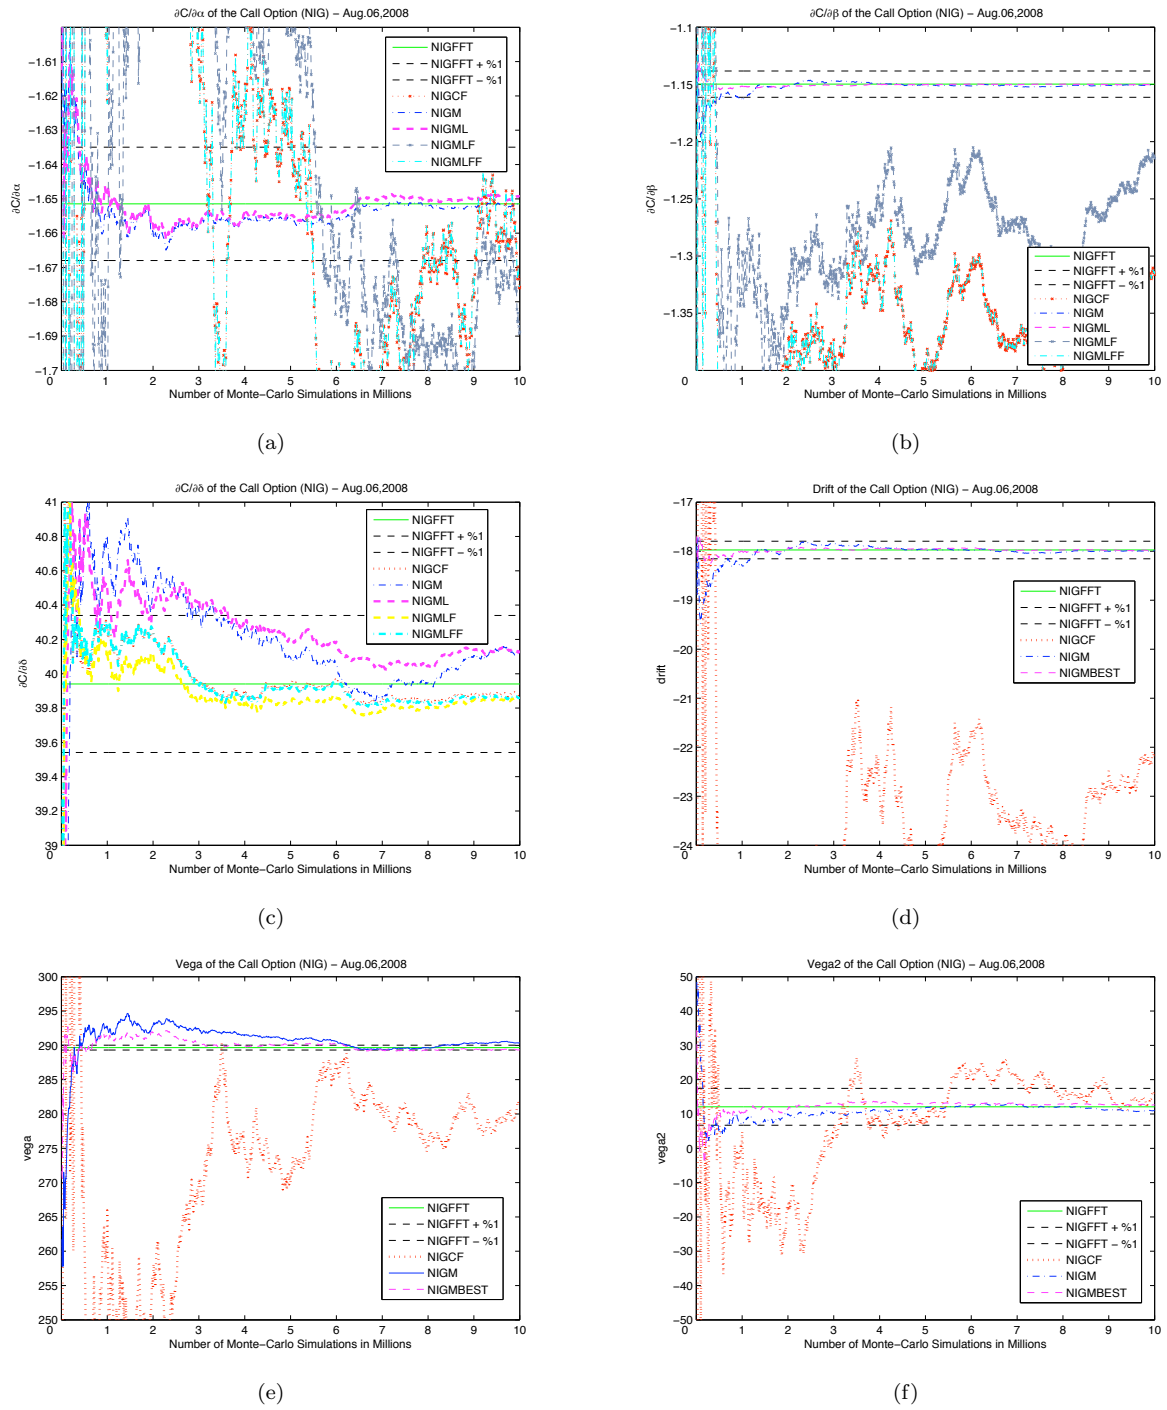 ∂C/∂α of the Call Option (NIG) − Aug.06,2008
−1.61
−1.62
−1.63
−1.64
−1.65
−1.66
−1.67
−1.68
−1.69
−1.7
∂C/∂α
0 1 2 3 4 5 6 7 8 9 10
Number of Monte−Carlo Simulations in Millions
NIGFFT
NIGFFT + %1
NIGFFT − %1
NIGCF
NIGM
NIGML
NIGMLF
NIGMLFF
(a)
∂C/∂β of the Call Option (NIG) − Aug.06,2008
−1.1
−1.15
−1.2
−1.25
−1.3
−1.35
∂C/∂β
0 1 2 3 4 5 6 7 8 9 10
Number of Monte−Carlo Simulations in Millions
NIGFFT
NIGFFT + %1
NIGFFT − %1
NIGCF
NIGM
NIGML
NIGMLF
NIGMLFF
(b)
∂C/∂δ of the Call Option (NIG) − Aug.06,2008
41
40.8
40.6
40.4
40.2
40
39.8
39.6
39.4
39.2
39
∂C/∂δ
0 1 2 3 4 5 6 7 8 9 10
Number of Monte−Carlo Simulations in Millions
NIGFFT
NIGFFT + %1
NIGFFT − %1
NIGCF
NIGM
NIGML
NIGMLF
NIGMLFF
(c)
Drift of the Call Option (NIG) − Aug.06,2008
−17
−18
−19
−20
−21
−22
−23
−24
drift
0 1 2 3 4 5 6 7 8 9 10
Number of Monte−Carlo Simulations in Millions
NIGFFT
NIGFFT + %1
NIGFFT − %1
NIGCF
NIGM
NIGMBEST
(d)
Vega of the Call Option (NIG) − Aug.06,2008
300
295
290
285
280
275
270
265
260
255
250
vega
0 1 2 3 4 5 6 7 8 9 10
Number of Monte−Carlo Simulations in Millions
NIGFFT
NIGFFT + %1
NIGFFT − %1
NIGCF
NIGM
NIGMBEST
(e)
Vega2 of the Call Option (NIG) − Aug.06,2008
50
40
30
20
10
0
−10
−20
−30
−40
−50
vega2
0 1 2 3 4 5 6 7 8 9 10
Number of Monte−Carlo Simulations in Millions
NIGFFT
NIGFFT + %1
NIGFFT − %1
NIGCF
NIGM
NIGMBEST
(f)